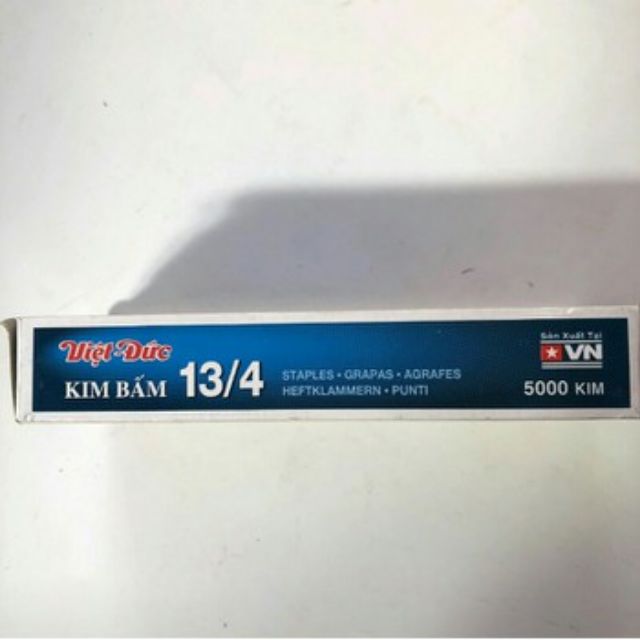 Việt-Đức
KIM BẤM 13/4
STAPLES • GRAPAS • AGRAFES
HEFTKLAMMERN • PUNTI
Sản Xuất Tại
VN
5000 KIM